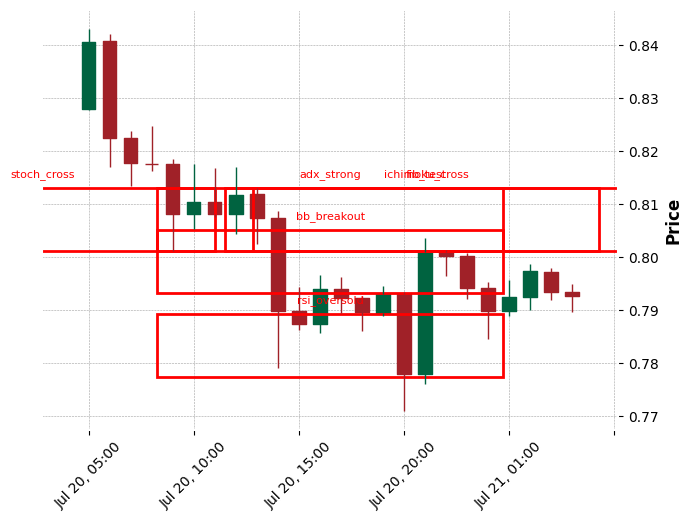 0.84
0.83
0.82
stoch_cross
adx_strong
0.81
bb_breakout
Price
0.80
rsi_oversold
0.79
0.78
0.77
Jul 20, 05:00
Jul 20, 10:00
Jul 20, 15:00
Jul 20, 20:00
Jul 21, 01:00